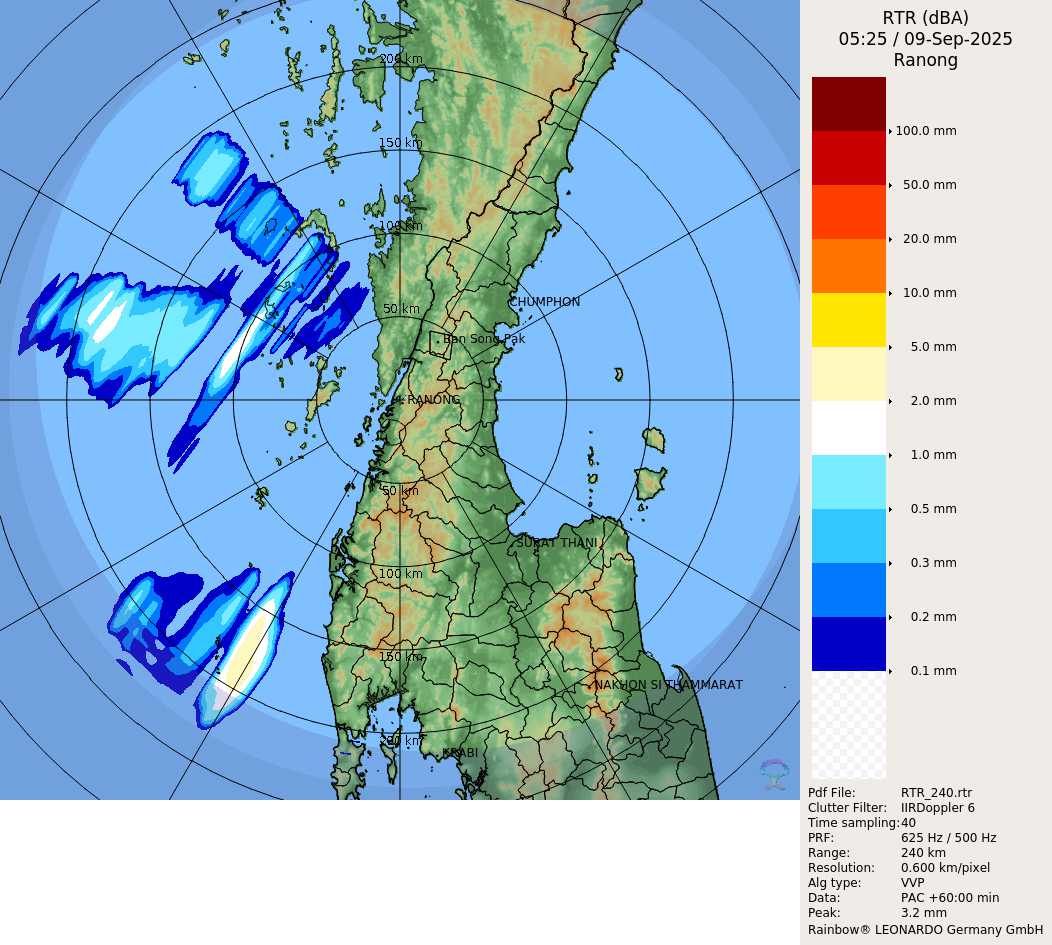 RTR (dBA)
05:25 / 09-Sep-2025
Ranong
200 km
150 km
100 km
50 km
CHUMPHON
Ban Song Pak
RANONG
50 km
SURAT THANI
100 km
150 km
NAKHON SI THAMMARAT
200 km
KRABI
100.0 mm
50.0 mm
20.0 mm
10.0 mm
5.0 mm
2.0 mm
1.0 mm
0.5 mm
0.3 mm
0.2 mm
0.1 mm
Pdf File: RTR_240.rtr
Clutter Filter: IIRDoppler 6
Time sampling: 40
PRF: 625 Hz / 500 Hz
Range: 240 km
Resolution: 0.600 km/pixel
Alg type: VVP
Data: PAC +60:00 min
Peak: 3.2 mm
Rainbow® LEONARDO Germany GmbH